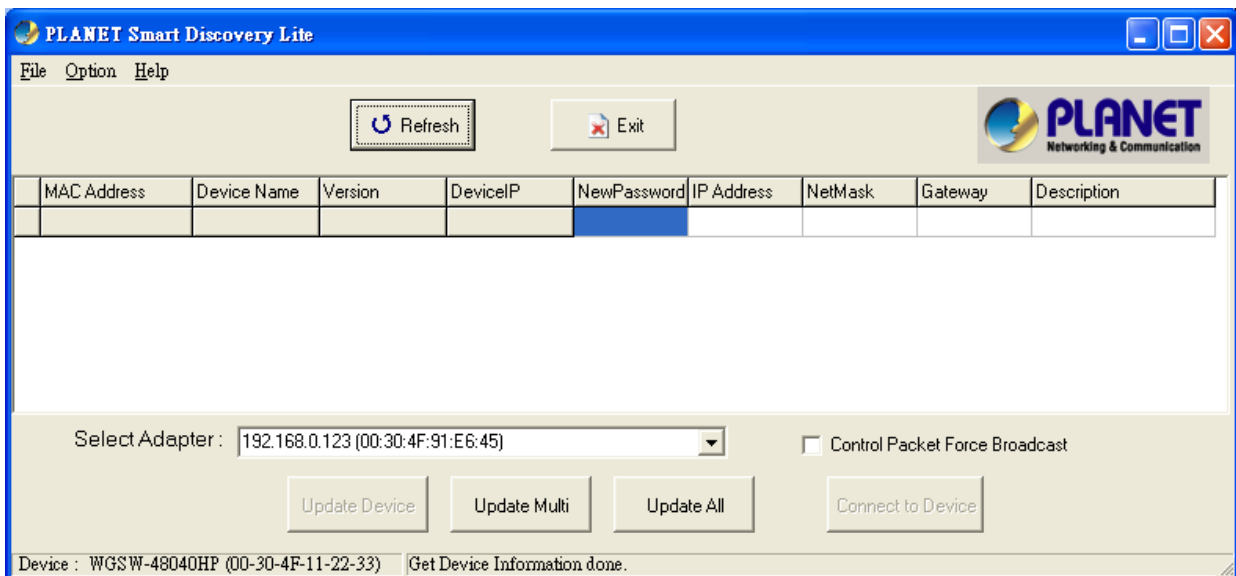 PLANET Smart Discovery Lite
File Option Help
Refresh Exit PLANET
Networking & Communication
MAC Address Device Name Version DeviceIP NewPassword IP Address NetMask Gateway Description
Select Adapter : 192.168.0.123 (00:30:4F:91:E6:45) Control Packet Force Broadcast
Update Device Update Multi Update All Connect to Device
Device : WGSW-48040HP (00-30-4F-11-22-33) Get Device Information done.